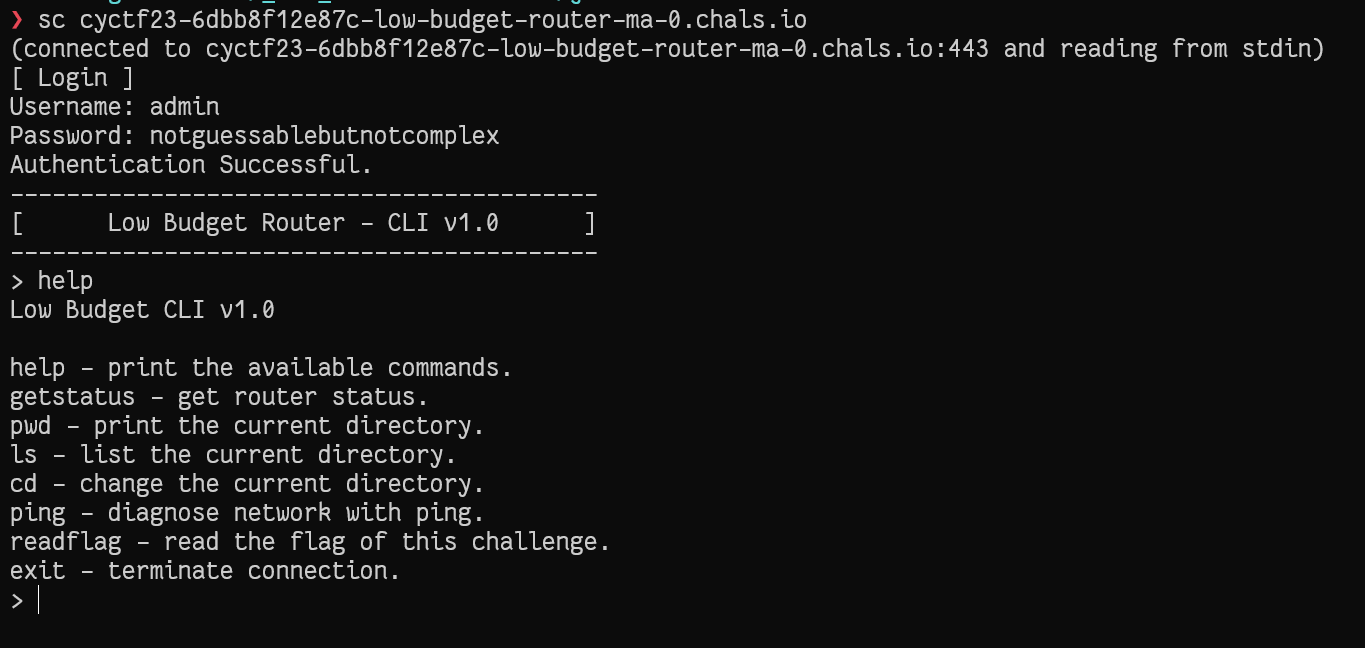 ❯ sc cyctf23-6dbb8f12e87c-low-budget-router-ma-0.chals.io
(connected to cyctf23-6dbb8f12e87c-low-budget-router-ma-0.chals.io:443 and reading from stdin)
[ Login ]
Username: admin
Password: notguessablebutnotcomplex
Authentication Successful.
------------------------------------------
[      Low Budget Router - CLI v1.0      ]
------------------------------------------
> help
Low Budget CLI v1.0
help - print the available commands.
getstatus - get router status.
pwd - print the current directory.
ls - list the current directory.
cd - change the current directory.
ping - diagnose network with ping.
readflag - read the flag of this challenge.
exit - terminate connection.
>